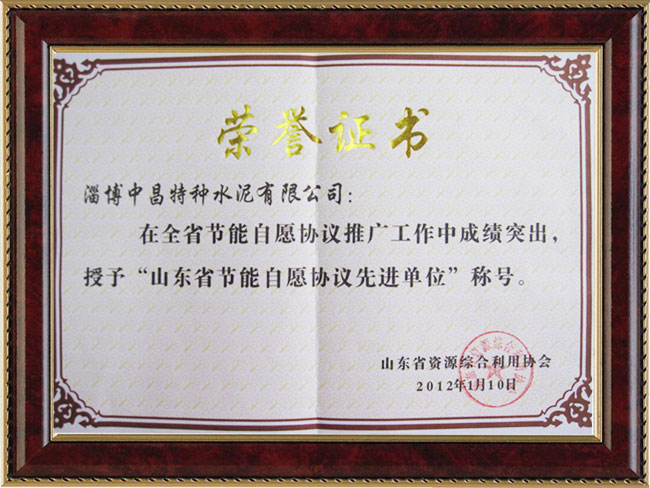 荣誉证书
淄博中昌特种水泥有限公司：
在全省节能自愿协议推广工作中成绩突出，
授予“山东省节能自愿协议先进单位”称号。
山东省资源综合利用协会
2012年1月10日